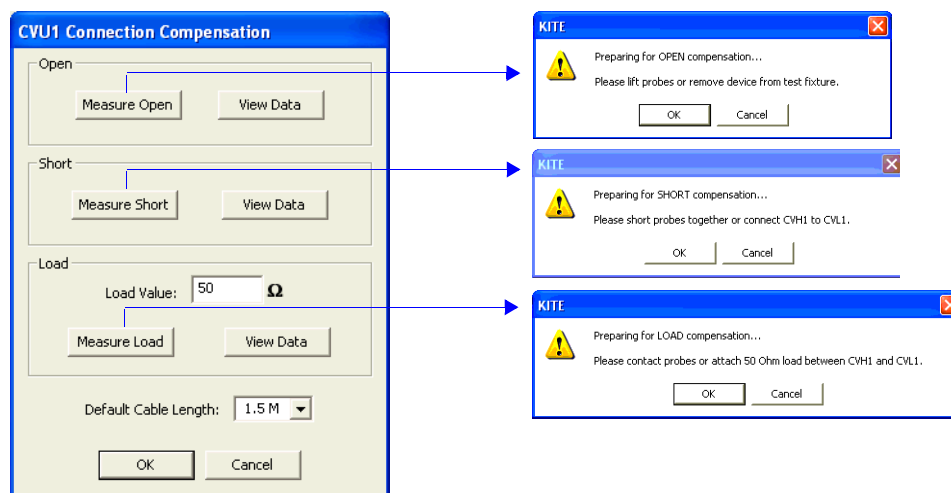 CVU1 Connection Compensation
Open
Measure Open
View Data
Short
Measure Short
View Data
Load
Load Value: 50 Ω
Measure Load
View Data
Default Cable Length: 1.5 M
OK
Cancel
KITE
Preparing for OPEN compensation...
Please lift probes or remove device from test fixture.
OK
Cancel
KITE
Preparing for SHORT compensation...
Please short probes together or connect CVH1 to CVL1.
OK
Cancel
KITE
Preparing for LOAD compensation...
Please contact probes or attach 50 Ohm load between CVH1 and CVL1.
OK
Cancel